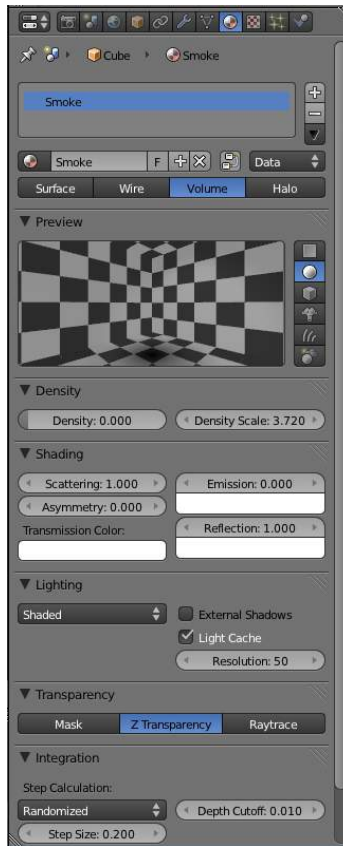 Cube Smoke
Smoke
Smoke F Data
Surface Wire Volume Halo
Preview
Density
Density: 0.000 Density Scale: 3.720
Shading
Scattering: 1.000 Emission: 0.000
Asymmetry: 0.000
Transmission Color: Reflection: 1.000
Lighting
Shaded External Shadows
Light Cache
Resolution: 50
Transparency
Mask Z Transparency Raytrace
Integration
Step Calculation:
Randomized Depth Cutoff: 0.010
Step Size: 0.200